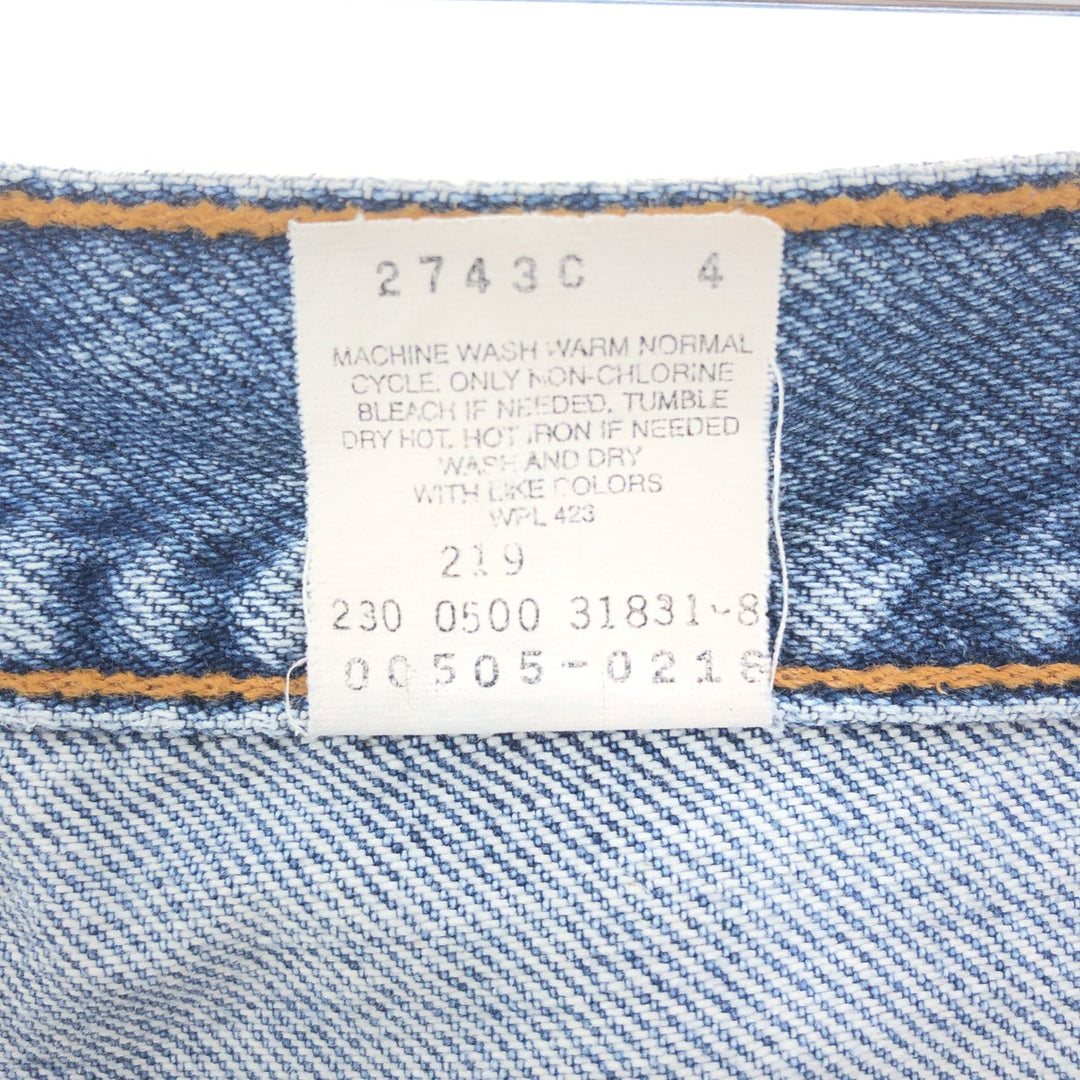 2743C 4
MACHINE WASH WARM NORMAL
CYCLE. ONLY NON-CHLORINE
BLEACH IF NEEDED. TUMBLE
DRY HOT. HOT IRON IF NEEDED
WASH AND DRY
WITH LIKE COLORS
WPL 423
219
230 0500 31831-8
00505-0216